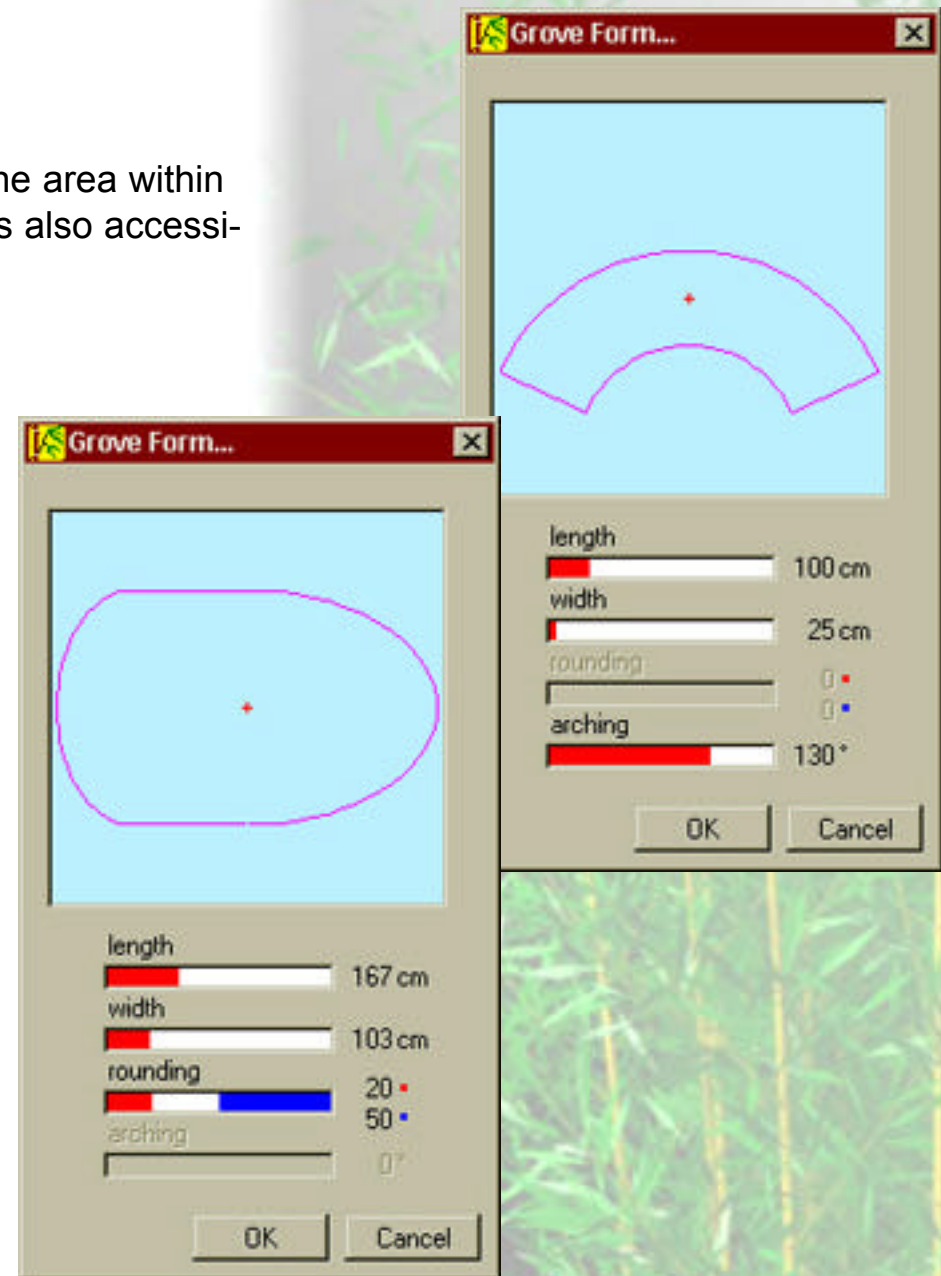 Grove Form...
he area within
s also accessi-
length
100 cm
width
25 cm
rounding
0
0
arching
130 °
OK Cancel
Grove Form...
length
167 cm
width
103 cm
rounding
20
50
arching
0°
OK Cancel